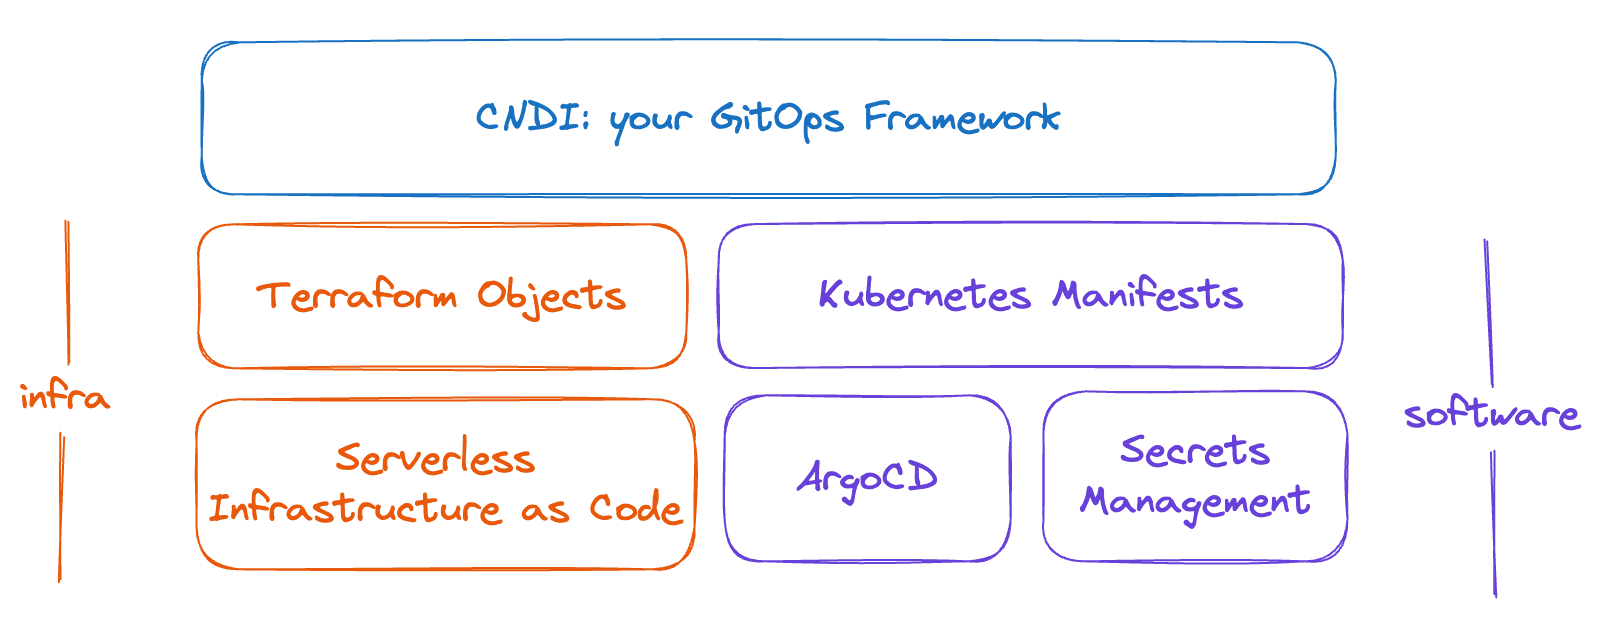 CNDI: your GitOps Framework
Terraform Objects
Kubernetes Manifests
infra
software
Serverless
Infrastructure as Code
ArgoCD
Secrets
Management